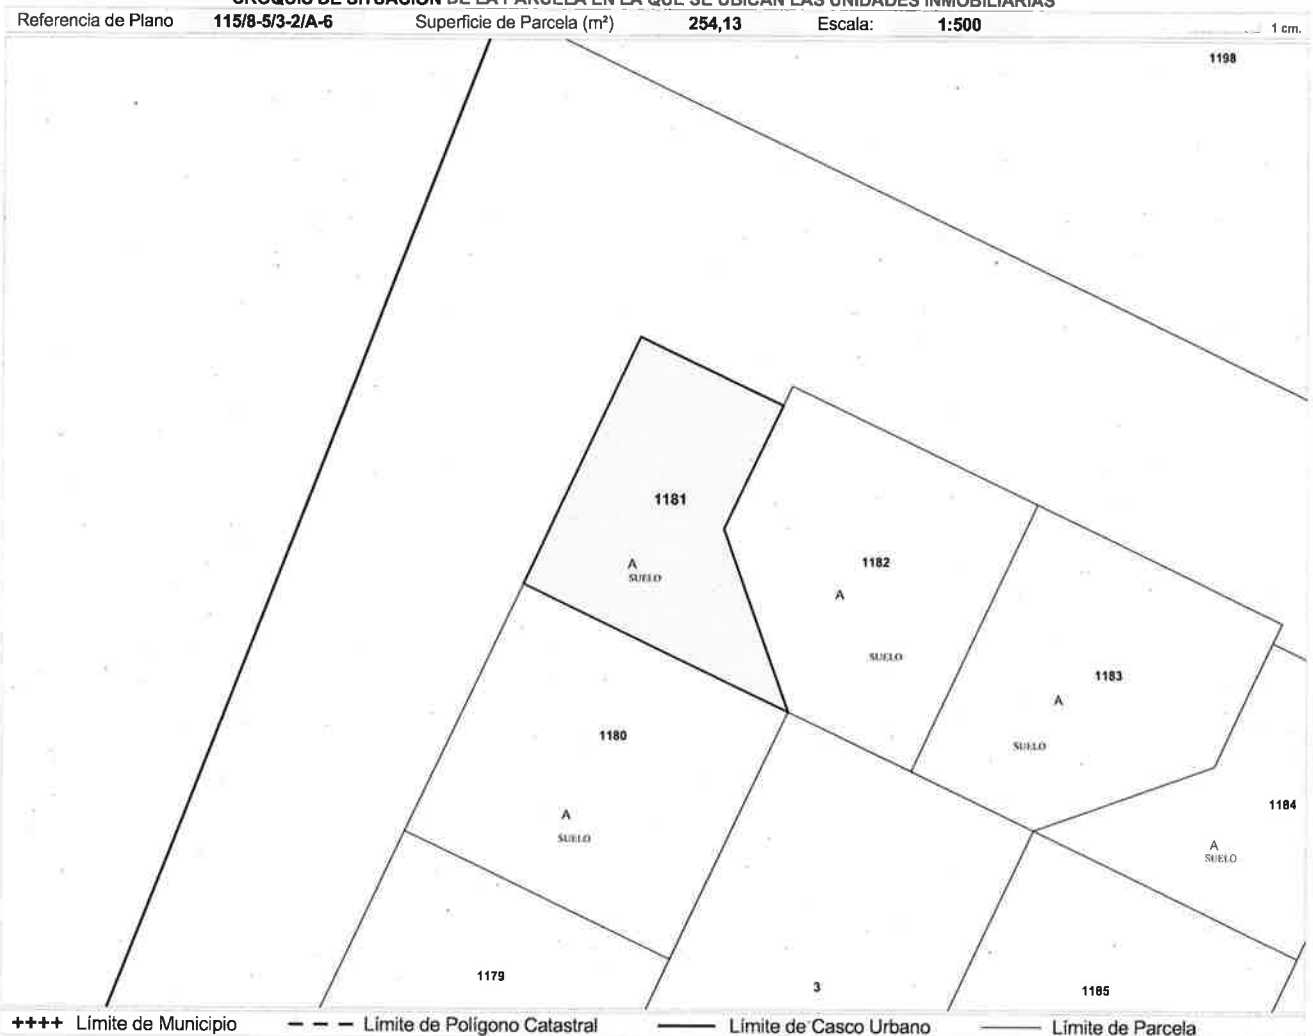 CROQUIS DE SITUACIÓN DE LA PARCELA EN LA QUE SE UBICAN LAS UNIDADES INMOBILIARIAS
Referencia de Plano 115/8-5/3-2/A-6 Superficie de Parcela (m²) 254,13 Escala: 1:500 1 cm.
1198
1181
A
SUELO
1182
A
SUELO
1183
A
SUELO
1180
A
SUELO
1184
A
SUELO
1179
3
1185
++++ Límite de Municipio — — — Límite de Polígono Catastral Límite de Casco Urbano Límite de Parcela